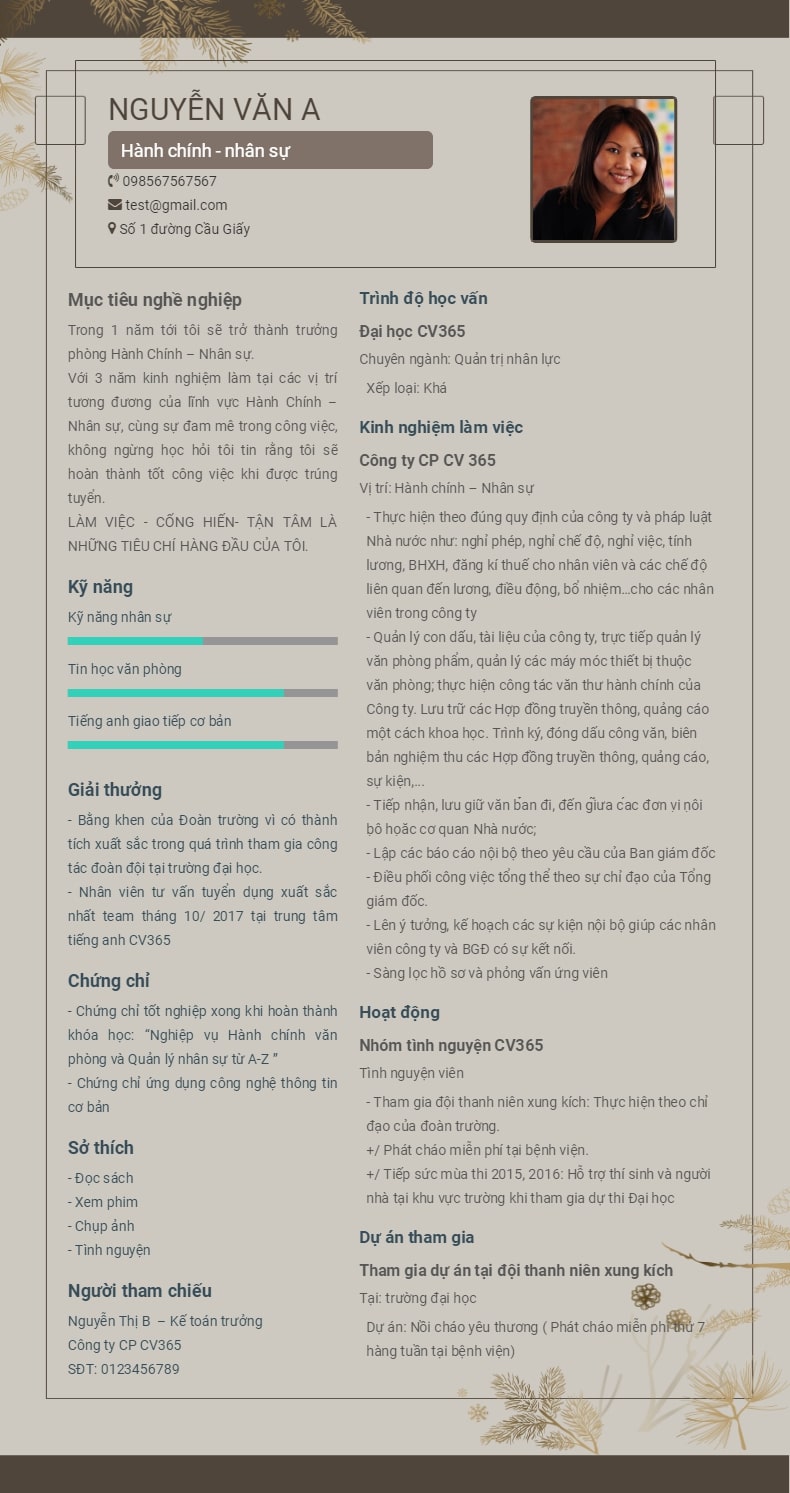 NGUYỄN VĂN A
Hành chính - nhân sự
098567567567
test@gmail.com
Số 1 đường Cầu Giấy
Mục tiêu nghề nghiệp
Trong 1 năm tới tôi sẽ trở thành trưởng
phòng Hành Chính – Nhân sự.
Với 3 năm kinh nghiệm làm tại các vị trí
tương đương của lĩnh vực Hành Chính –
Nhân sự, cùng sự đam mê trong công việc,
không ngừng học hỏi tôi tin rằng tôi sẽ
hoàn thành tốt công việc khi được trúng
tuyển.
LÀM VIỆC - CỐNG HIẾN- TẬN TÂM LÀ
NHỮNG TIÊU CHÍ HÀNG ĐẦU CỦA TÔI.
Kỹ năng
Kỹ năng nhân sự
Tin học văn phòng
Tiếng anh giao tiếp cơ bản
Giải thưởng
- Bằng khen của Đoàn trường vì có thành
tích xuất sắc trong quá trình tham gia công
tác đoàn đội tại trường đại học.
- Nhân viên tư vấn tuyển dụng xuất sắc
nhất team tháng 10/ 2017 tại trung tâm
tiếng anh CV365
Chứng chỉ
- Chứng chỉ tốt nghiệp xong khi hoàn thành
khóa học: “Nghiệp vụ Hành chính văn
phòng và Quản lý nhân sự từ A-Z ”
- Chứng chỉ ứng dụng công nghệ thông tin
cơ bản
Sở thích
- Đọc sách
- Xem phim
- Chụp ảnh
- Tình nguyện
Người tham chiếu
Nguyễn Thị B – Kế toán trưởng
Công ty CP CV365
SĐT: 0123456789
Trình độ học vấn
Đại học CV365
Chuyên ngành: Quản trị nhân lực
Xếp loại: Khá
Kinh nghiệm làm việc
Công ty CP CV 365
Vị trí: Hành chính – Nhân sự
- Thực hiện theo đúng quy định của công ty và pháp luật
Nhà nước như: nghỉ phép, nghỉ chế độ, nghỉ việc, tính
lương, BHXH, đăng kí thuế cho nhân viên và các chế độ
liên quan đến lương, điều động, bổ nhiệm...cho các nhân
viên trong công ty
- Quản lý con dấu, tài liệu của công ty, trực tiếp quản lý
văn phòng phẩm, quản lý các máy móc thiết bị thuộc
văn phòng; thực hiện công tác văn thư hành chính của
Công ty. Lưu trữ các Hợp đồng truyền thông, quảng cáo
một cách khoa học. Trình ký, đóng dấu công văn, biên
bản nghiệm thu các Hợp đồng truyền thông, quảng cáo,
sự kiện,...
- Tiếp nhận, lưu giữ văn bản đi, đến giữa các đơn vị nội
bộ hoặc cơ quan Nhà nước;
- Lập các báo cáo nội bộ theo yêu cầu của Ban giám đốc
- Điều phối công việc tổng thể theo sự chỉ đạo của Tổng
giám đốc.
- Lên ý tưởng, kế hoạch các sự kiện nội bộ giúp các nhân
viên công ty và BGĐ có sự kết nối.
- Sàng lọc hồ sơ và phỏng vấn ứng viên
Hoạt động
Nhóm tình nguyện CV365
Tình nguyện viên
- Tham gia đội thanh niên xung kích: Thực hiện theo chỉ
đạo của đoàn trường.
+/ Phát cháo miễn phí tại bệnh viện.
+/ Tiếp sức mùa thi 2015, 2016: Hỗ trợ thí sinh và người
nhà tại khu vực trường khi tham gia dự thi Đại học
Dự án tham gia
Tham gia dự án tại đội thanh niên xung kích
Tại: trường đại học
Dự án: Nồi cháo yêu thương ( Phát cháo miễn phí thứ 7
hàng tuần tại bệnh viện)